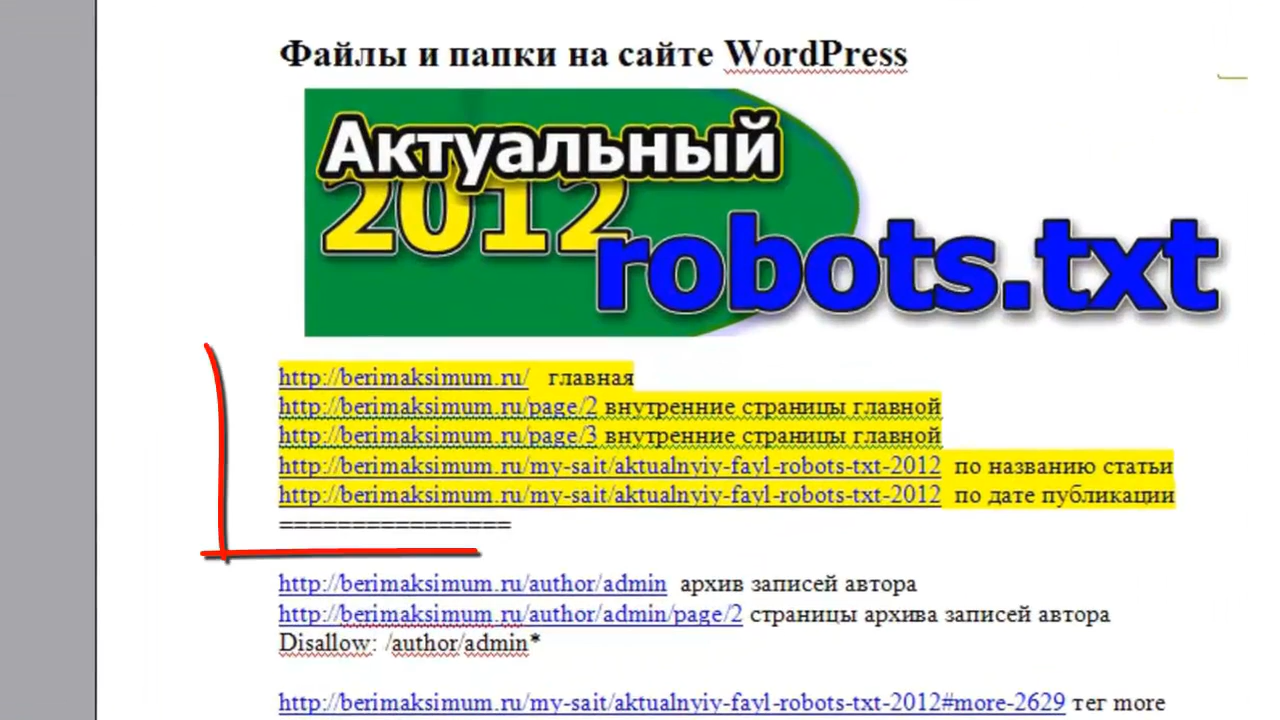 Файлы и папки на сайте WordPress
Актуальный
2012
robots.txt
http://berimaksimum.ru/ главная
http://berimaksimum.ru/page/2 внутренние страницы главной
http://berimaksimum.ru/page/3 внутренние страницы главной
http://berimaksimum.ru/my-sait/aktualnyiy-fayl-robots-txt-2012 по названию статьи
http://berimaksimum.ru/my-sait/aktualnyiy-fayl-robots-txt-2012 по дате публикации
================
http://berimaksimum.ru/author/admin архив записей автора
http://berimaksimum.ru/author/admin/page/2 страницы архива записей автора
Disallow: /author/admin*
http://berimaksimum.ru/my-sait/aktualnyiy-fayl-robots-txt-2012#more-2629 тег more